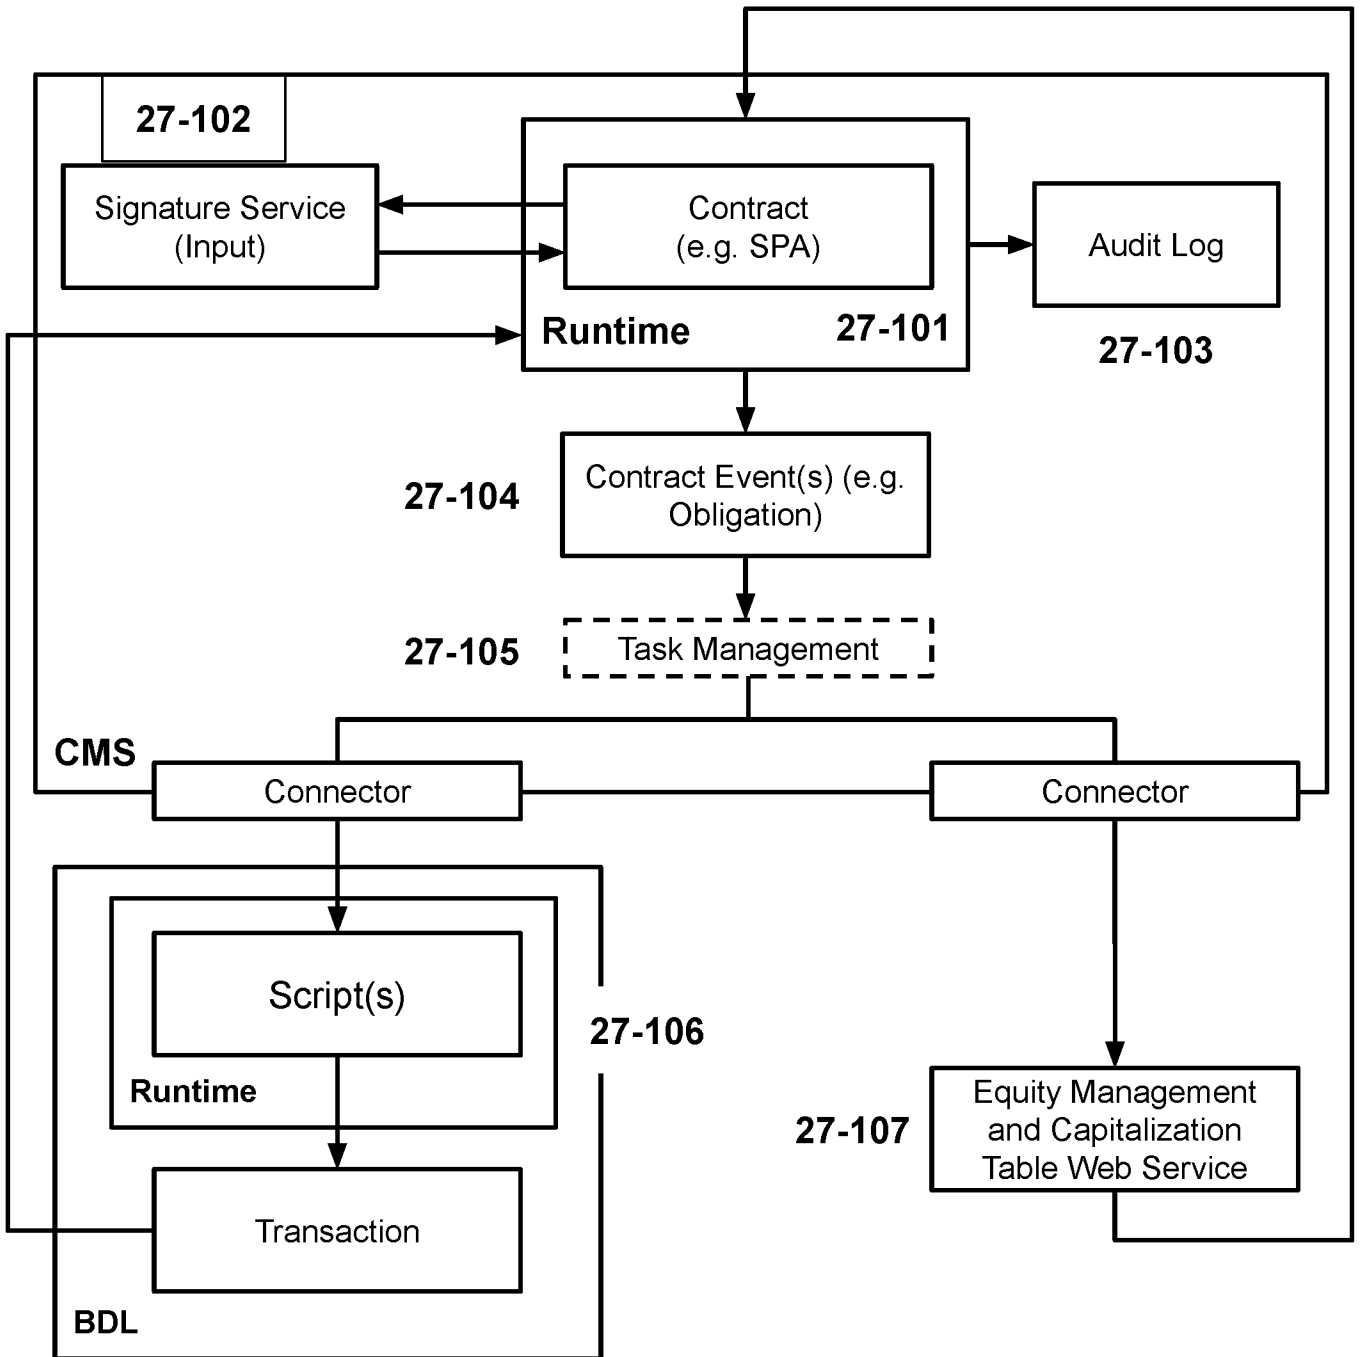 27-102
Signature Service
(Input)
Contract
(e.g. SPA)
Audit Log
Runtime
27-101
27-103
27-104
Contract Event(s) (e.g.
Obligation)
27-105
Task Management
CMS
Connector
Connector
Script(s)
27-106
Runtime
27-107
Equity Management
and Capitalization
Table Web Service
Transaction
BDL